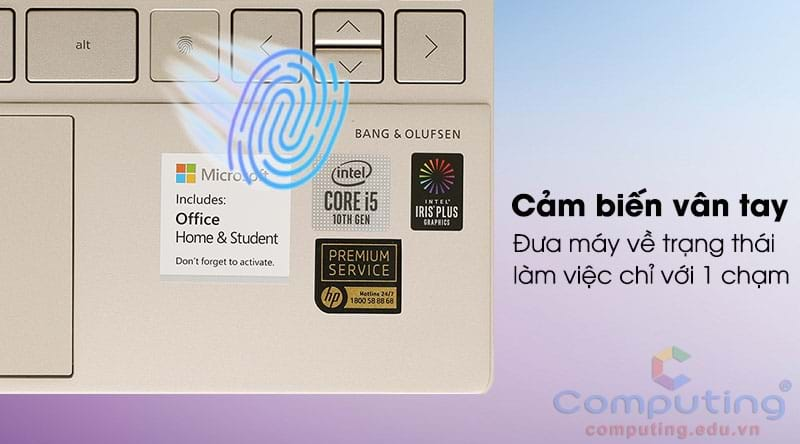 alt
BANG & OLUFSEN
Microsoft
Includes:
Office
Home & Student
Don't forget to activate.
intel
CORE i5
10TH GEN
INTEL
IRIS PLUS
GRAPHICS
PREMIUM
SERVICE
hp
Hotline 24/7
1800 58 88 68
Cảm biến vân tay
Đưa máy về trạng thái
làm việc chỉ với 1 chạm
Computing®
computing.edu.vn